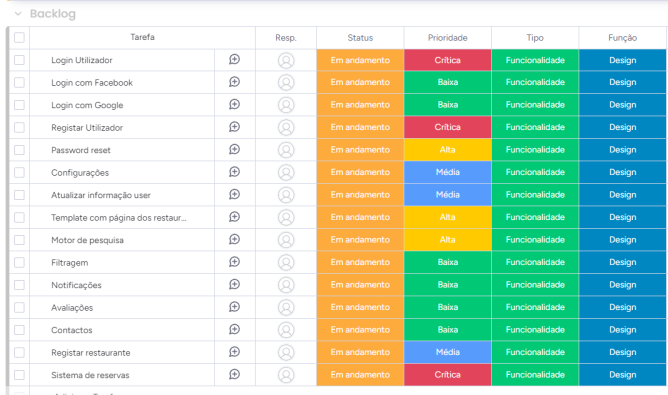 Backlog
Tarefa Resp. Status Prioridade Tipo Função
Login Utilizador Em andamento Crítica Funcionalidade Design
Login com Facebook Em andamento Baixa Funcionalidade Design
Login com Google Em andamento Baixa Funcionalidade Design
Registar Utilizador Em andamento Crítica Funcionalidade Design
Password reset Em andamento Alta Funcionalidade Design
Configurações Em andamento Média Funcionalidade Design
Atualizar informação user Em andamento Média Funcionalidade Design
Template com página dos restaur... Em andamento Alta Funcionalidade Design
Motor de pesquisa Em andamento Alta Funcionalidade Design
Filtragem Em andamento Baixa Funcionalidade Design
Notificações Em andamento Baixa Funcionalidade Design
Avaliações Em andamento Baixa Funcionalidade Design
Contactos Em andamento Baixa Funcionalidade Design
Registar restaurante Em andamento Média Funcionalidade Design
Sistema de reservas Em andamento Crítica Funcionalidade Design